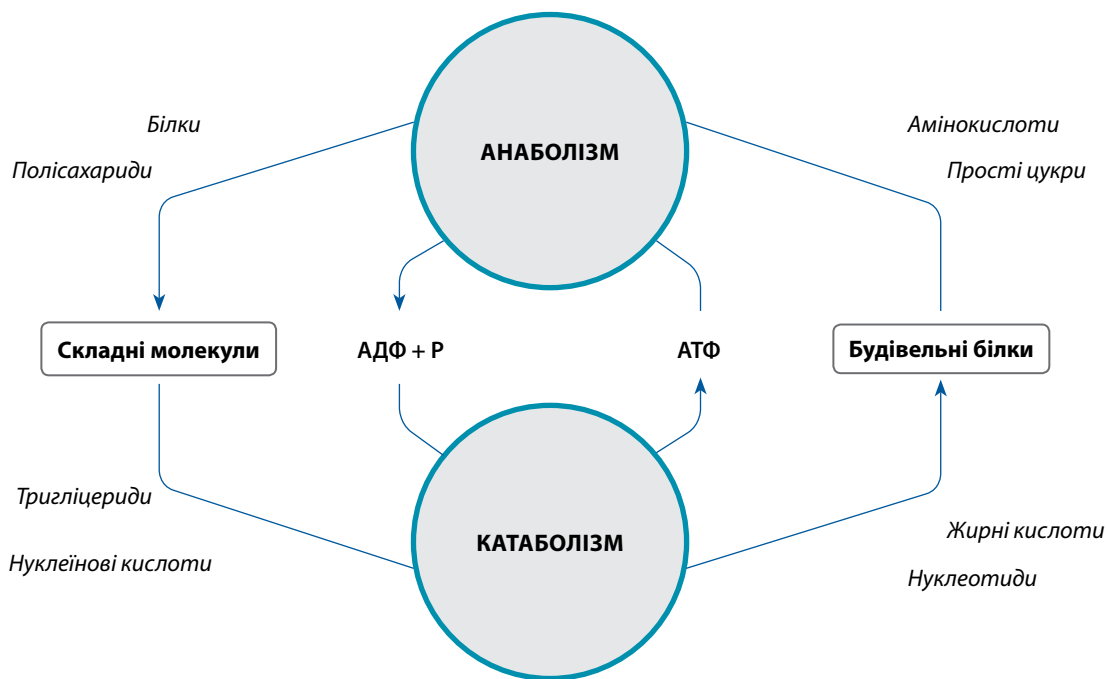 Білки
Амінокислоти
АНАБОЛІЗМ
Полісахариди
Прості цукри
Складні молекули
АДФ + Р
АТФ
Будівельні білки
Тригліцериди
Жирні кислоти
КАТАБОЛІЗМ
Нуклеїнові кислоти
Нуклеотиди